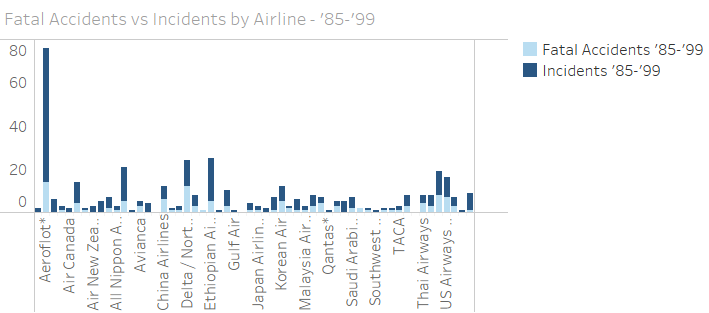 Fatal Accidents vs Incidents by Airline - '85-'99
80
60
40
20
0
Fatal Accidents '85-'99
Incidents '85-'99
Aeroflot*
Air Canada
Air New Zea..
All Nippon A..
Avianca
China Airlines
Delta / Nort..
Ethiopian Ai..
Gulf Air
Japan Airlin..
Korean Air
Malaysia Air..
Qantas*
Saudi Arabi..
Southwest ..
TACA
Thai Airways
US Airways ..